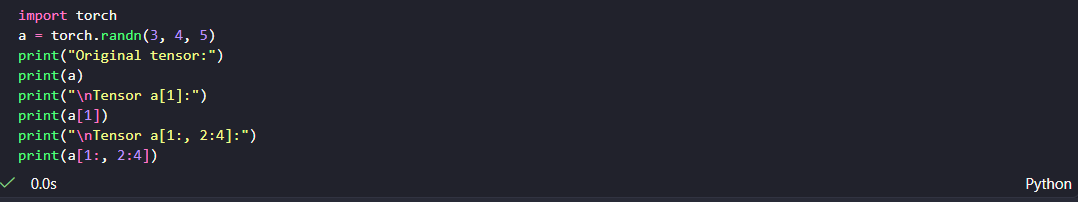 import torch
a = torch.randn(3, 4, 5)
print("Original tensor:")
print(a)
print("\nTensor a[1]:")
print(a[1])
print("\nTensor a[1:, 2:4]:")
print(a[1:, 2:4])
0.0s
Python